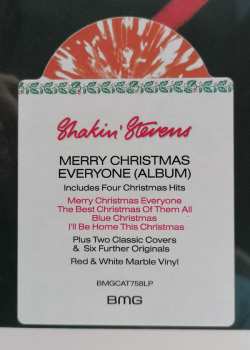 Shakin' Stevens
MERRY CHRISTMAS
EVERYONE (ALBUM)
Includes Four Christmas Hits
Merry Christmas Everyone
The Best Christmas Of Them All
Blue Christmas
I'll Be Home This Christmas
Plus Two Classic Covers
& Six Further Originals
Red & White Marble Vinyl
BMGCAT758LP
BMG